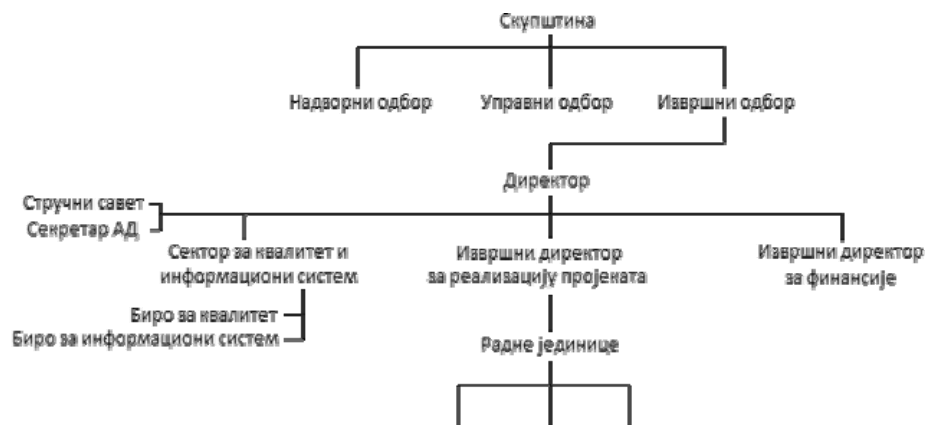 Скупштина
Надзорни одбор
Управни одбор
Извршни одбор
Директор
Стручни савет
Секретар АД
Сектор за квалитет и
информациони систем
Извршни директор
за реализацију пројеката
Извршни директор
за финансије
Биро за квалитет
Биро за информациони систем
Радне јединице